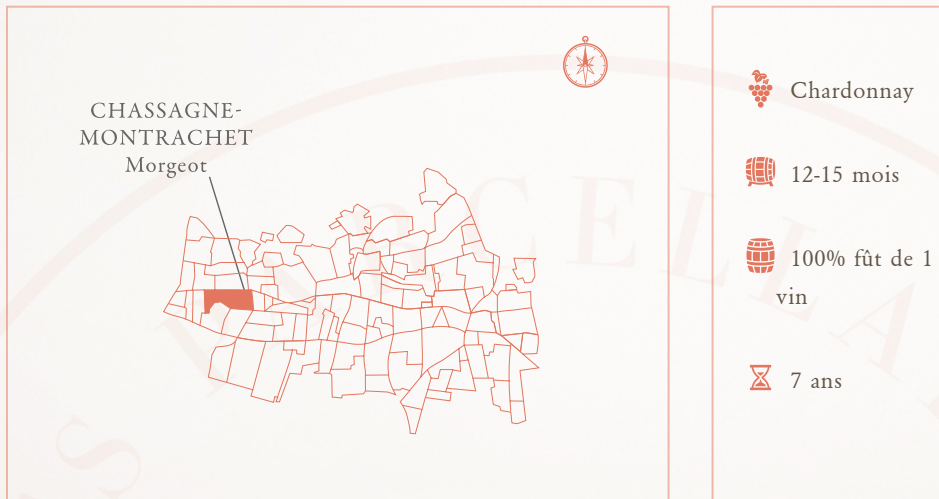 CHASSAGNE-
MONTRACHET
Morgeot
Chardonnay
12-15 mois
100% fût de 1
vin
7 ans